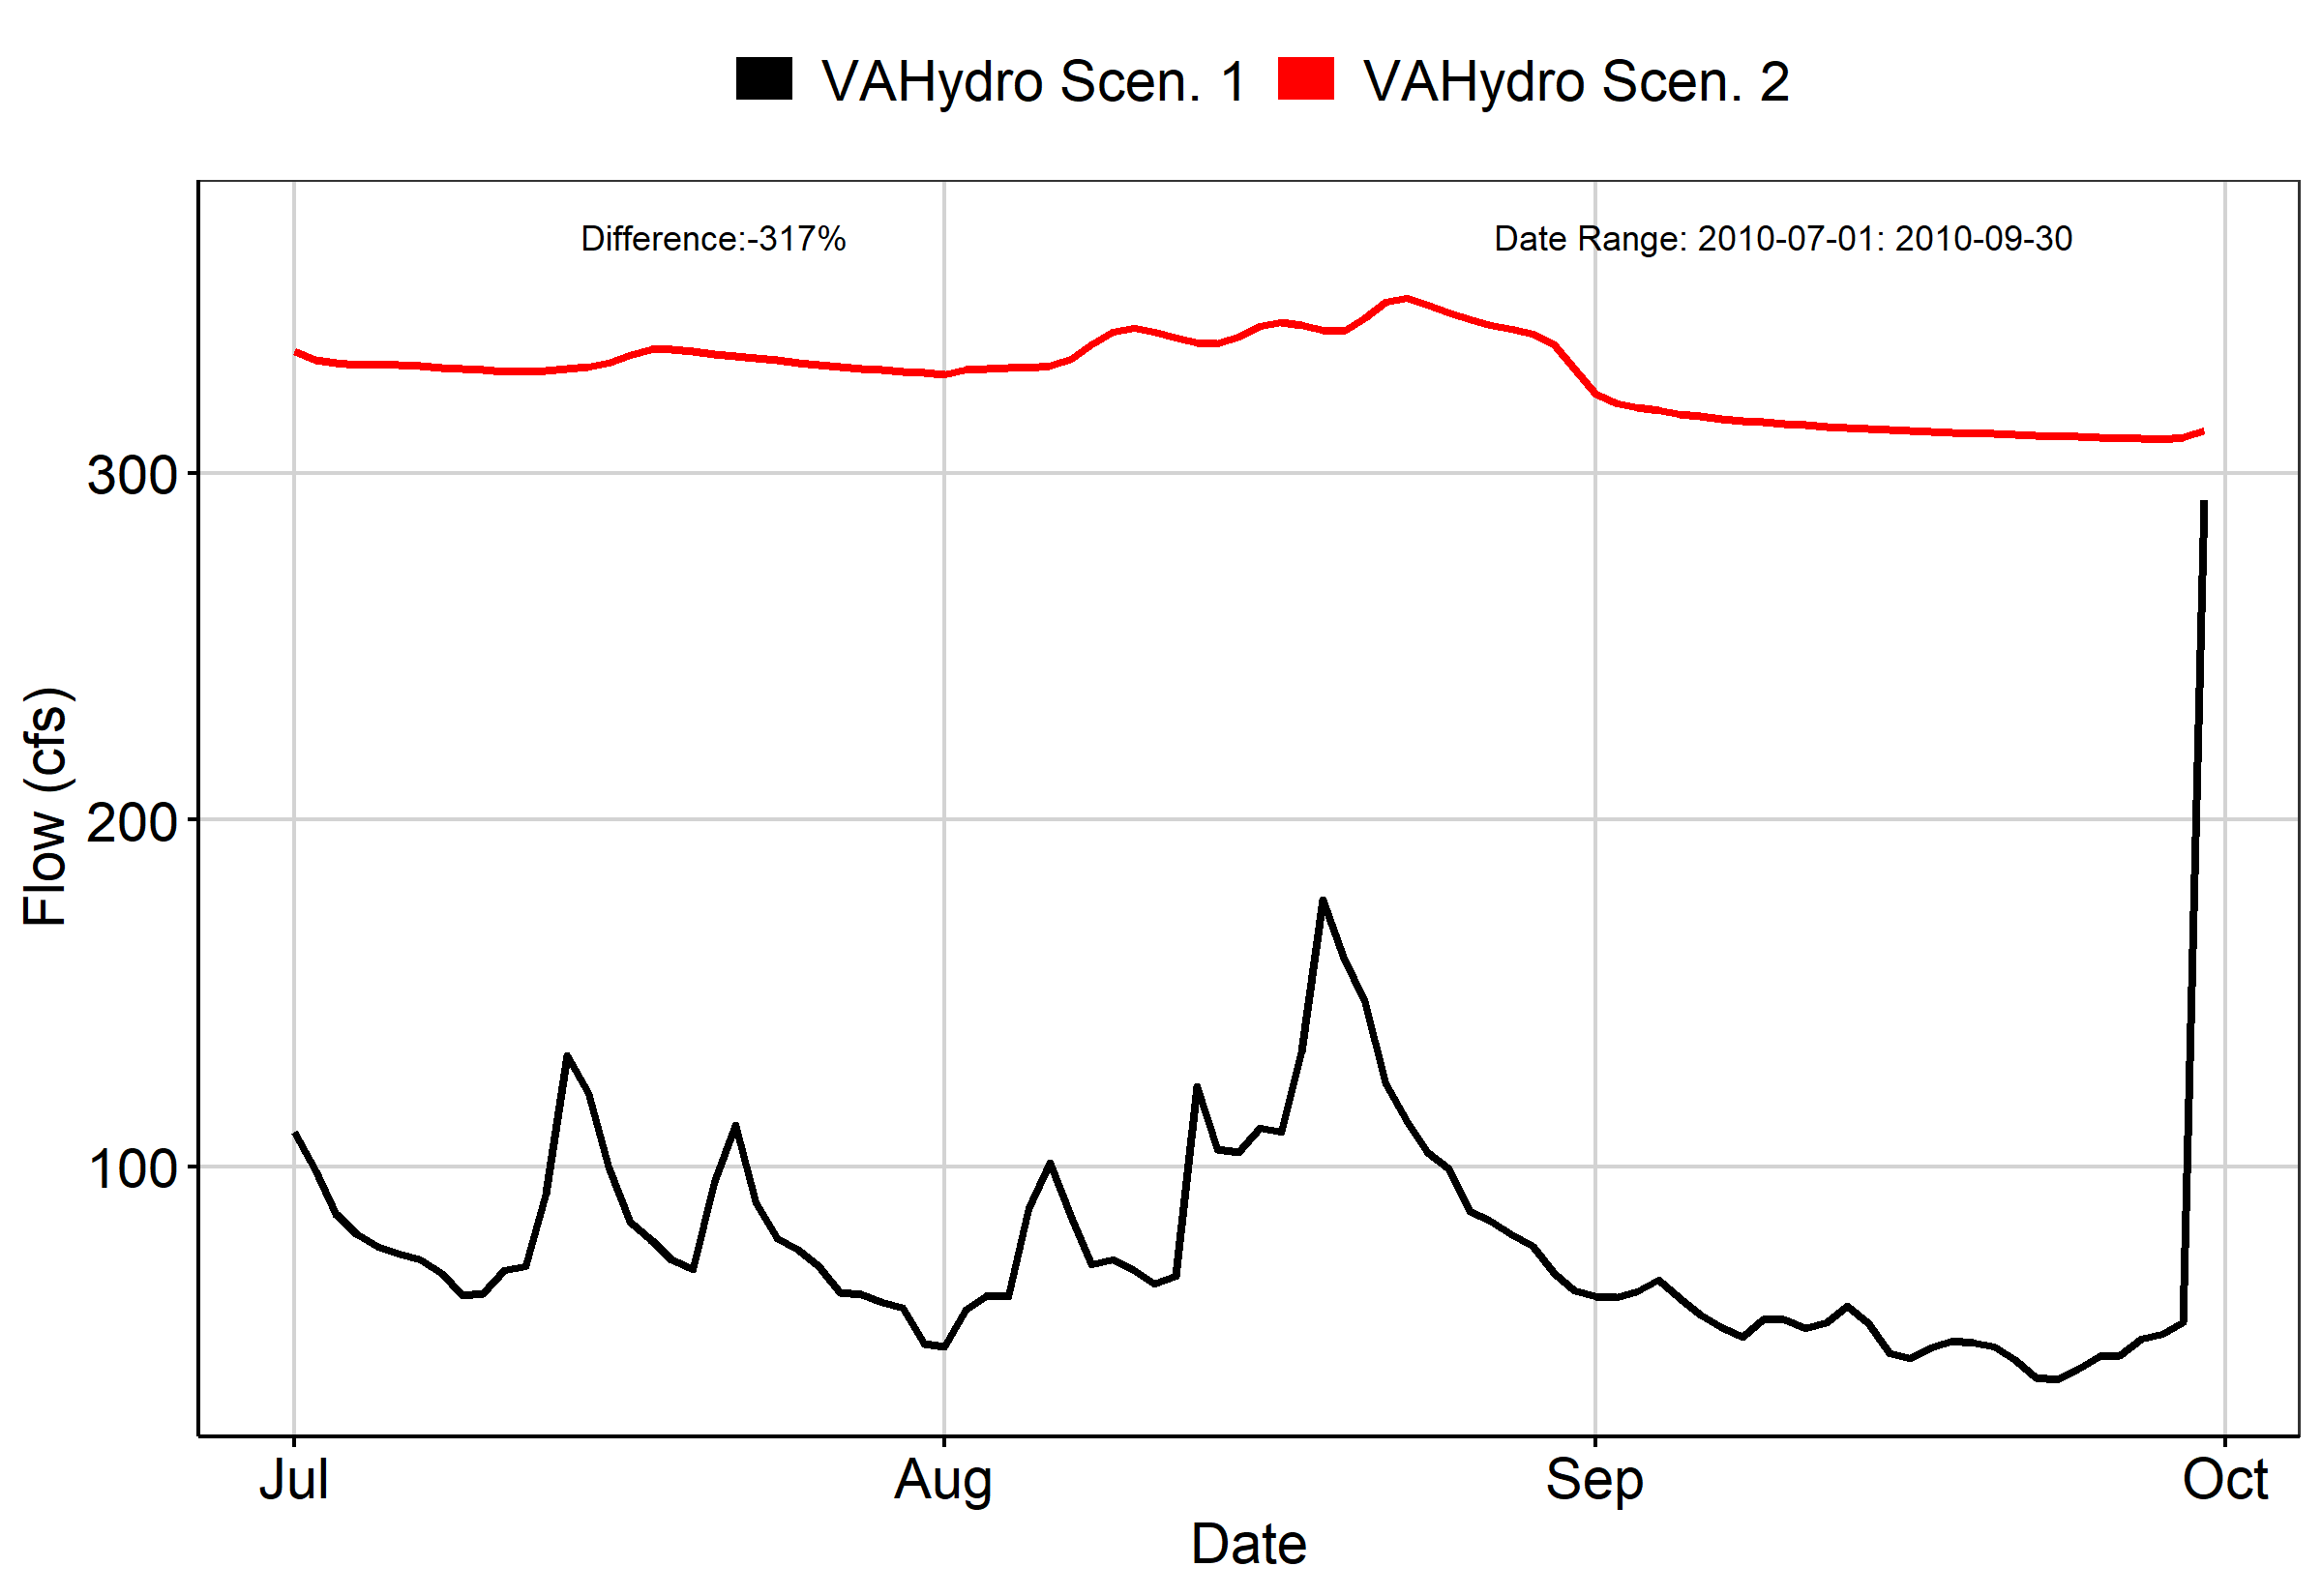 VAHydro Scen. 1 VAHydro Scen. 2
Difference:-317% Date Range: 2010-07-01: 2010-09-30
300
200
100
Flow (cfs)
Jul Aug Sep Oct
Date